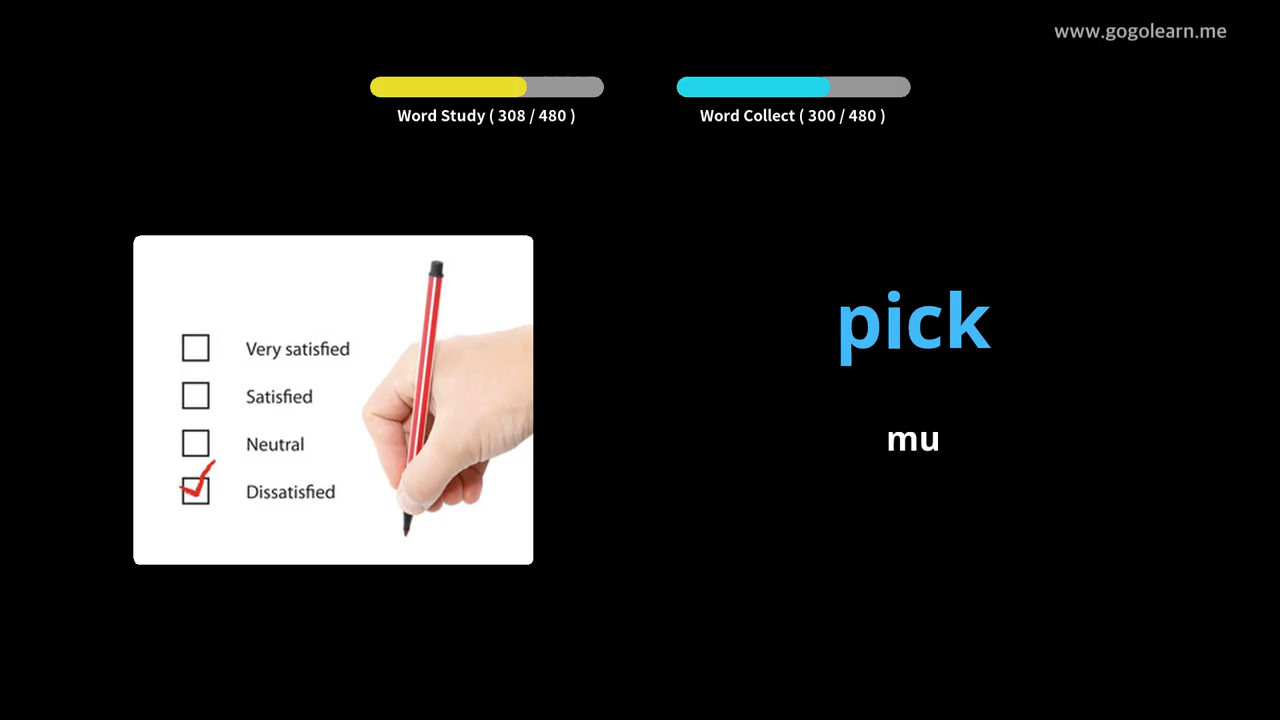 www.gogolearn.me
Word Study ( 308 / 480 )
Word Collect ( 300 / 480 )
Very satisfied
Satisfied
Neutral
Dissatisfied
pick
mu